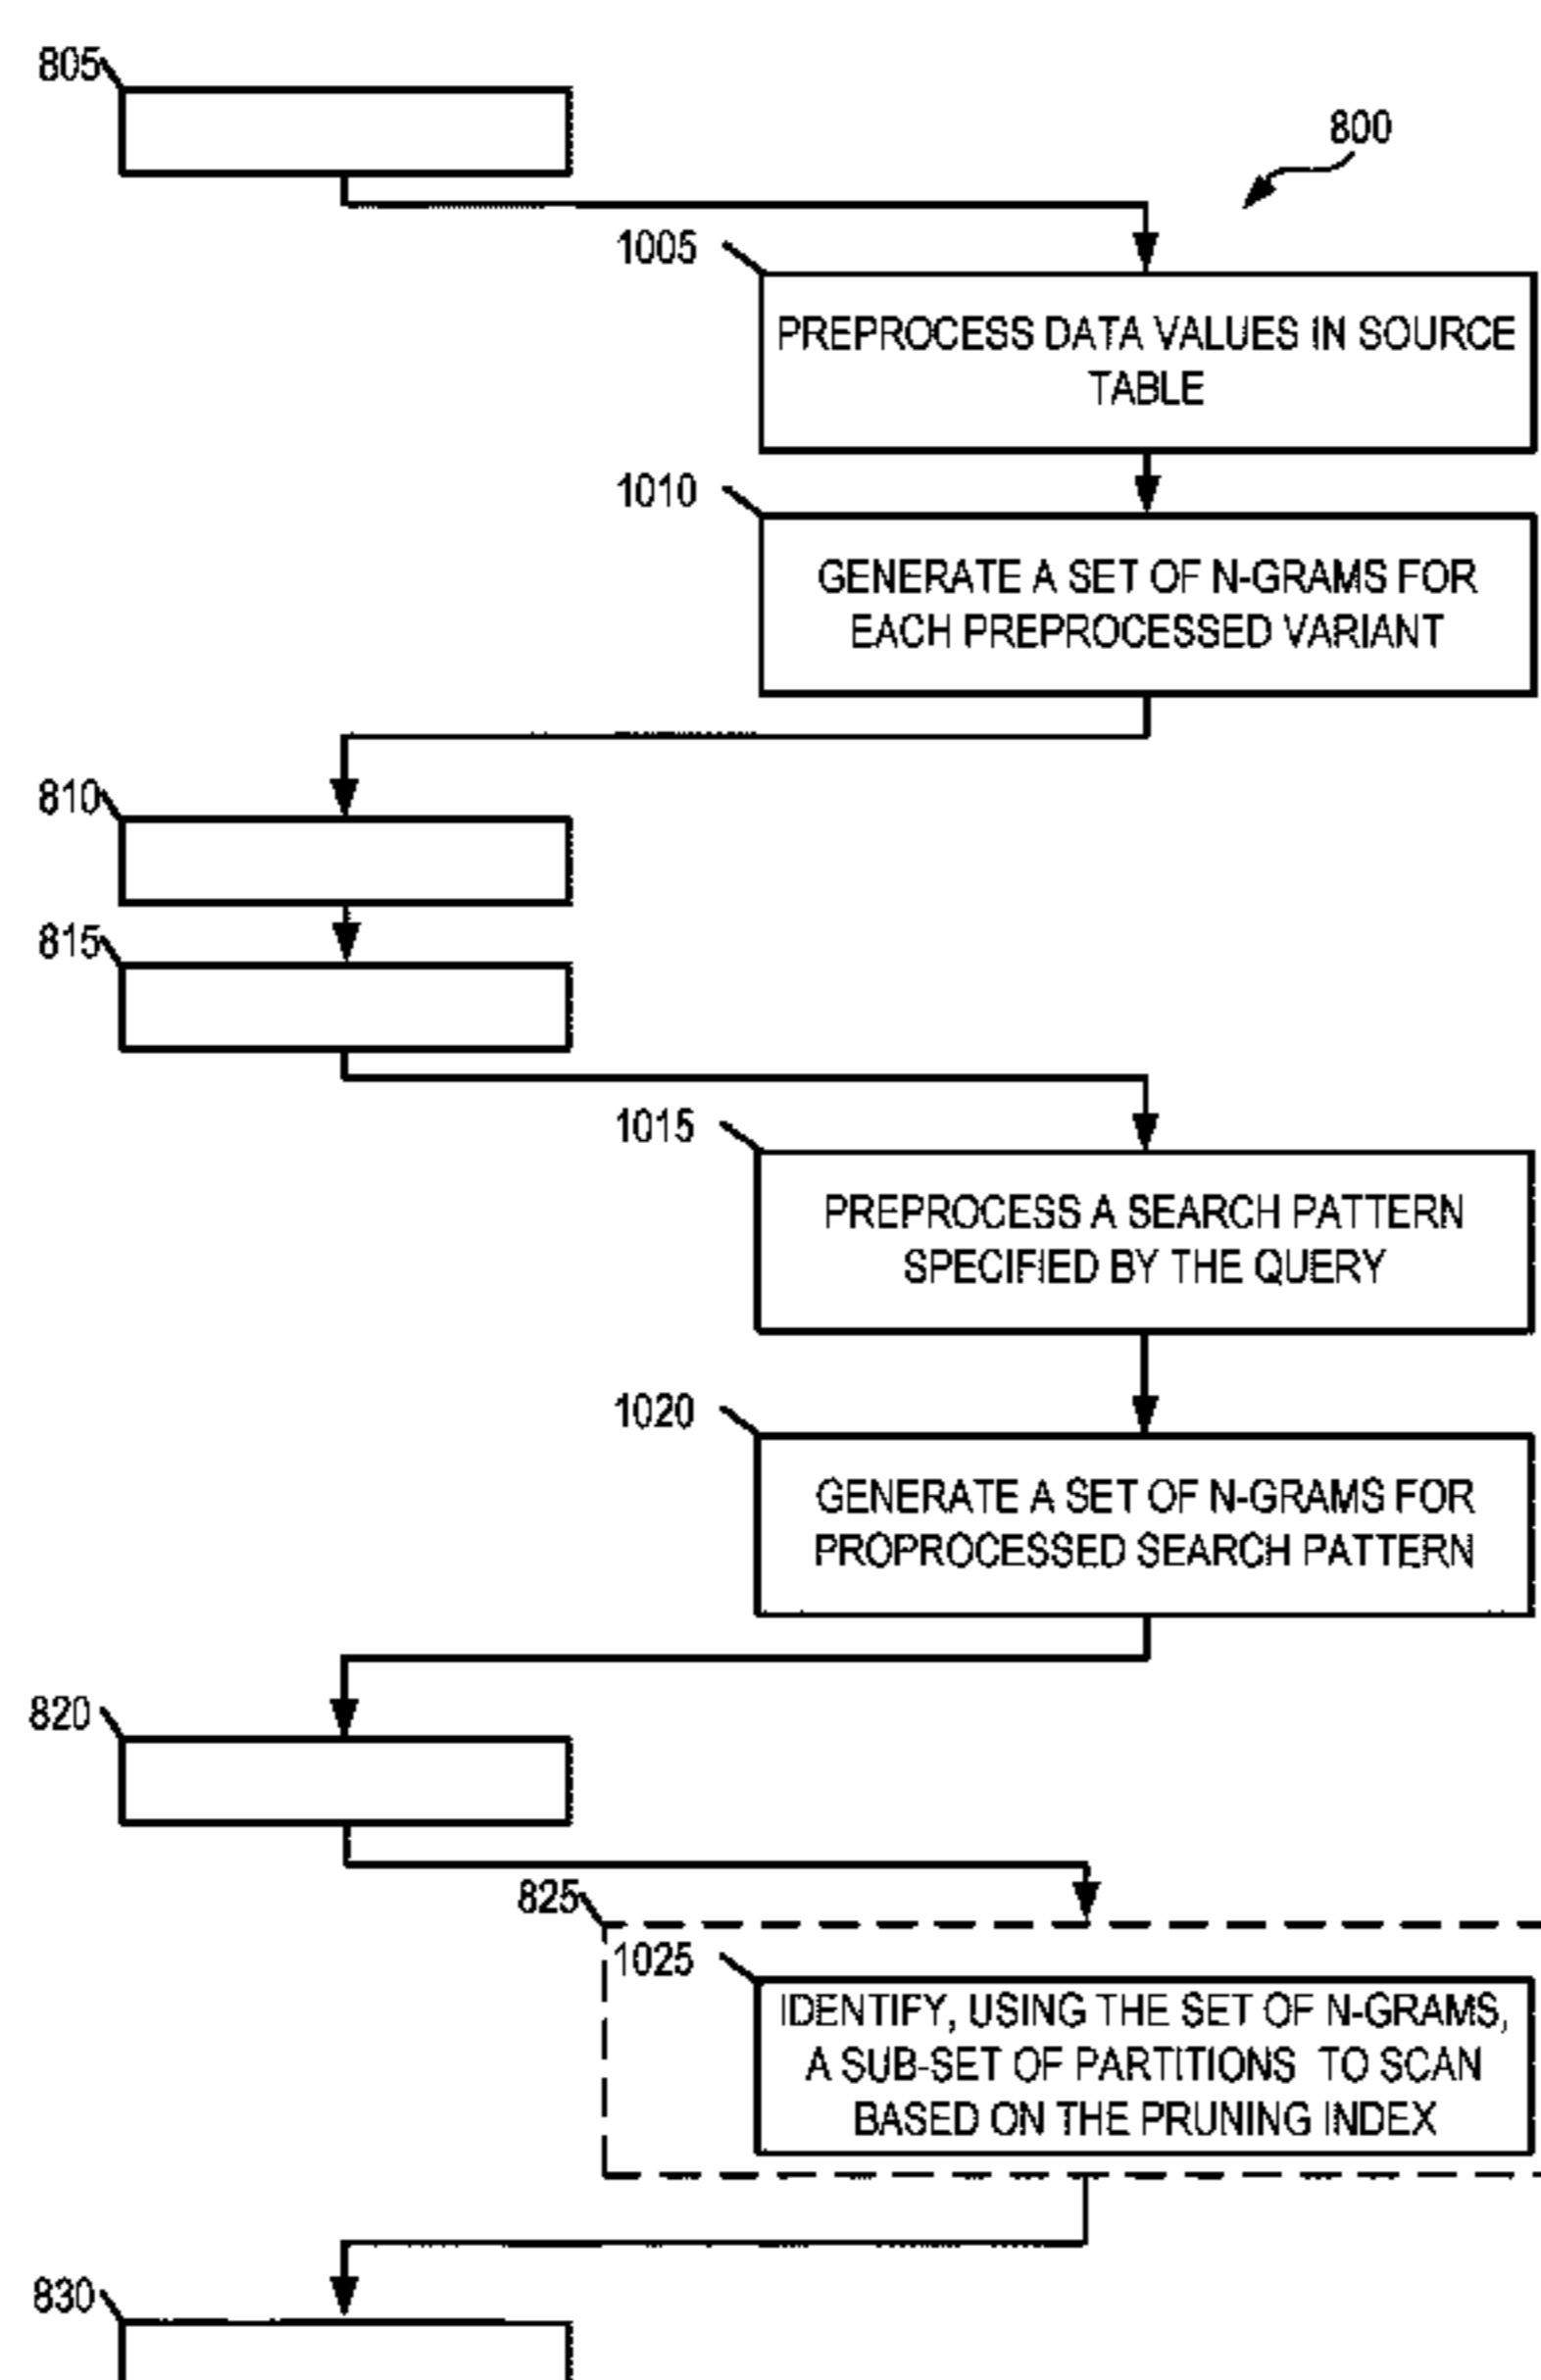 805
800
1005
PREPROCESS DATA VALUES IN SOURCE
TABLE
1010
GENERATE A SET OF N-GRAMS FOR
EACH PREPROCESSED VARIANT
810
815
1015
PREPROCESS A SEARCH PATTERN
SPECIFIED BY THE QUERY
1020
GENERATE A SET OF N-GRAMS FOR
PROPROCESSED SEARCH PATTERN
820
825
1025
IDENTIFY, USING THE SET OF N-GRAMS,
A SUB-SET OF PARTITIONS TO SCAN
BASED ON THE PRUNING INDEX
830